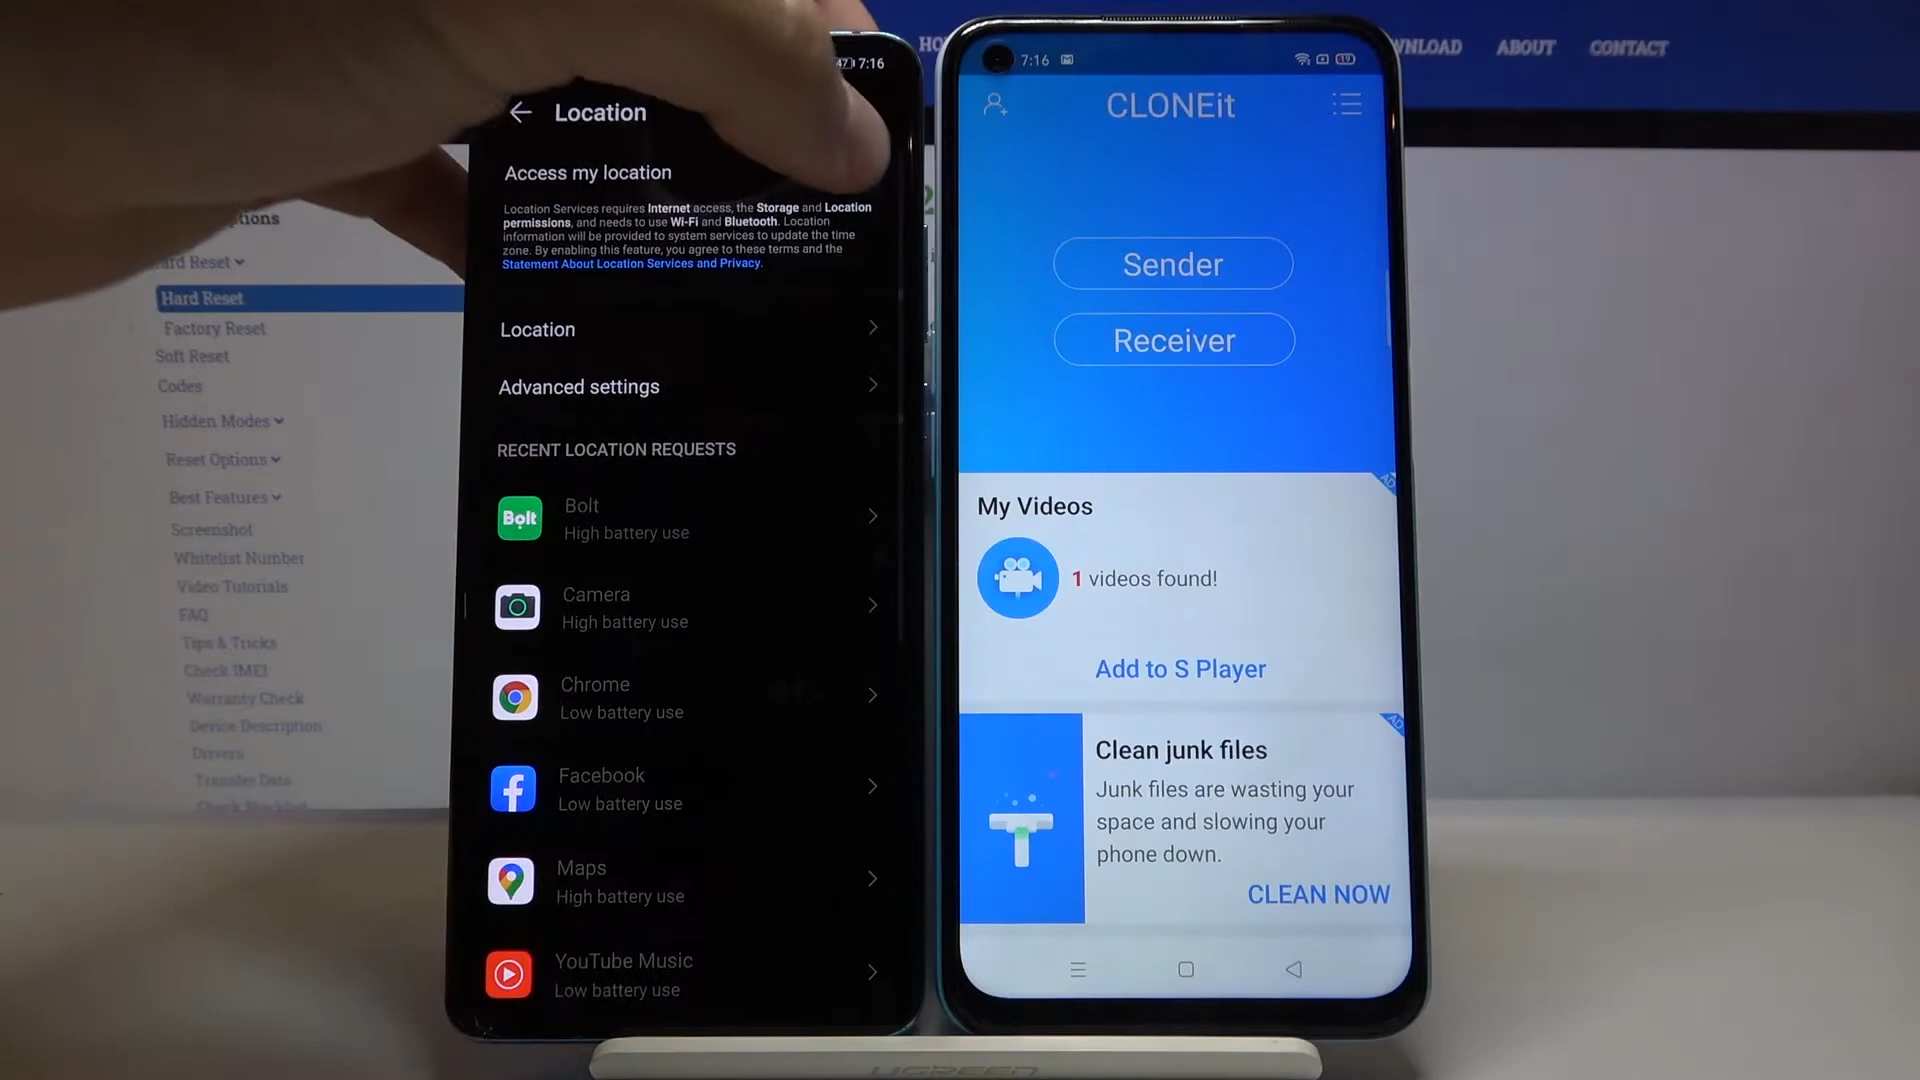 ABOUT
CONTACT
Hard Reset
Factory Reset
Soft Reset
Codes
Hidden Modes
Reset Options
Best Features
Screenshot
Whitelist Number
Video Tutorials
FAQ
Tips & Tricks
Check IMEI
Warranty Check
Device Description
Drivers
Transfer Data
47 7:16
Location
Access my location
Location Services requires Internet access, the Storage and Location
permissions, and needs to use Wi-Fi and Bluetooth. Location
information will be provided to system services to update the time
zone. By enabling this feature, you agree to these terms and the
Statement About Location Services and Privacy.
Location
Advanced settings
RECENT LOCATION REQUESTS
Bolt
Bolt
High battery use
Camera
High battery use
Chrome
Low battery use
Facebook
Low battery use
Maps
High battery use
YouTube Music
Low battery use
7:16
19
CLONEit
Sender
Receiver
AD
My Videos
1 videos found!
Add to S Player
AD
Clean junk files
Junk files are wasting your
space and slowing your
phone down.
CLEAN NOW
UGREEN